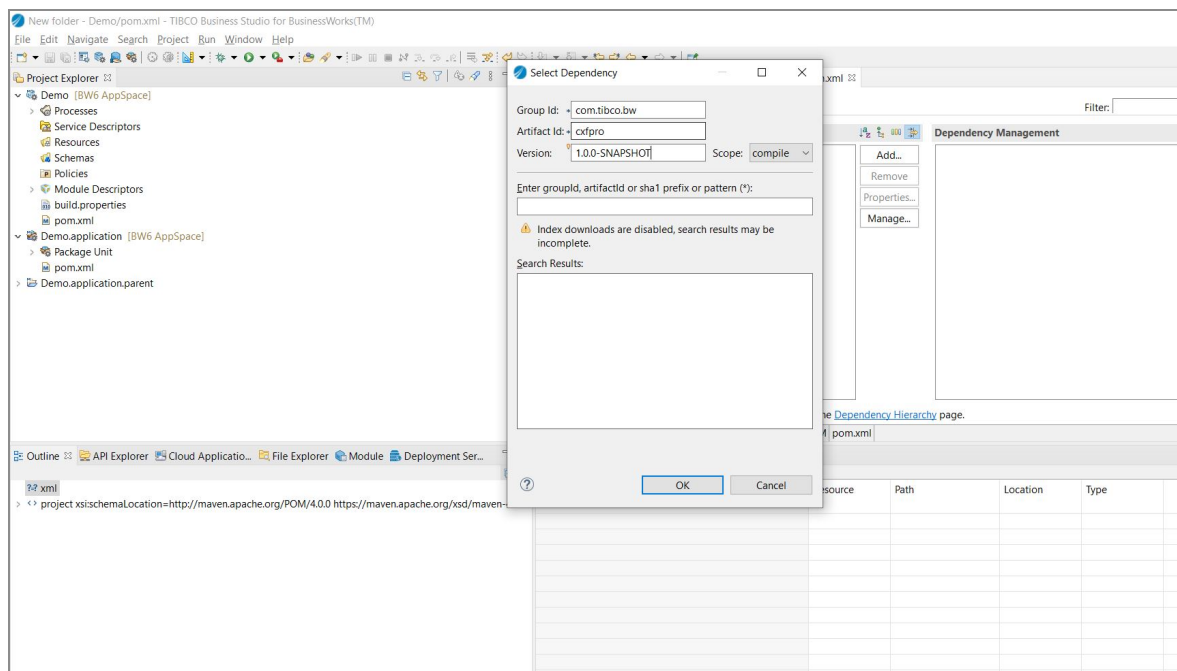 New folder - Demo/pom.xml - TIBCO Business Studio for BusinessWorks(TM)
File Edit Navigate Search Project Run Window Help
Project Explorer
Demo [BW6 AppSpace]
Processes
Service Descriptors
Resources
Schemas
Policies
Module Descriptors
build.properties
pom.xml
Demo.application [BW6 AppSpace]
Package Unit
pom.xml
Demo.application.parent
Select Dependency
Group Id: * com.tibco.bw
Artifact Id: * cxfpro
Version: 1.0.0-SNAPSHOT Scope: compile
Enter groupId, artifactId or sha1 prefix or pattern (*):
Index downloads are disabled, search results may be
incomplete.
Search Results:
OK Cancel
.xml
Filter:
Dependency Management
Add...
Remove
Properties...
Manage...
Dependency Hierarchy page.
pom.xml
Outline API Explorer Cloud Applicatio... File Explorer Module Deployment Ser...
?-? xml
project xsi:schemaLocation=http://maven.apache.org/POM/4.0.0 https://maven.apache.org/xsd/maven-
esource Path Location Type